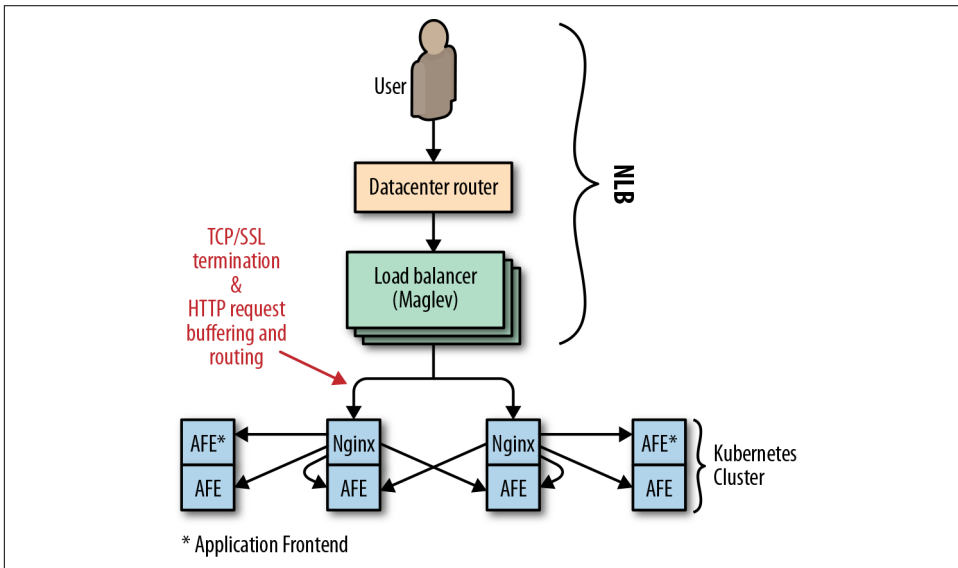 User
Datacenter router
NLB
TCP/SSL
termination
&
HTTP request
buffering and
routing
Load balancer
(Maglev)
AFE*
Nginx
Nginx
AFE*
AFE
AFE
AFE
AFE
Kubernetes
Cluster
* Application Frontend